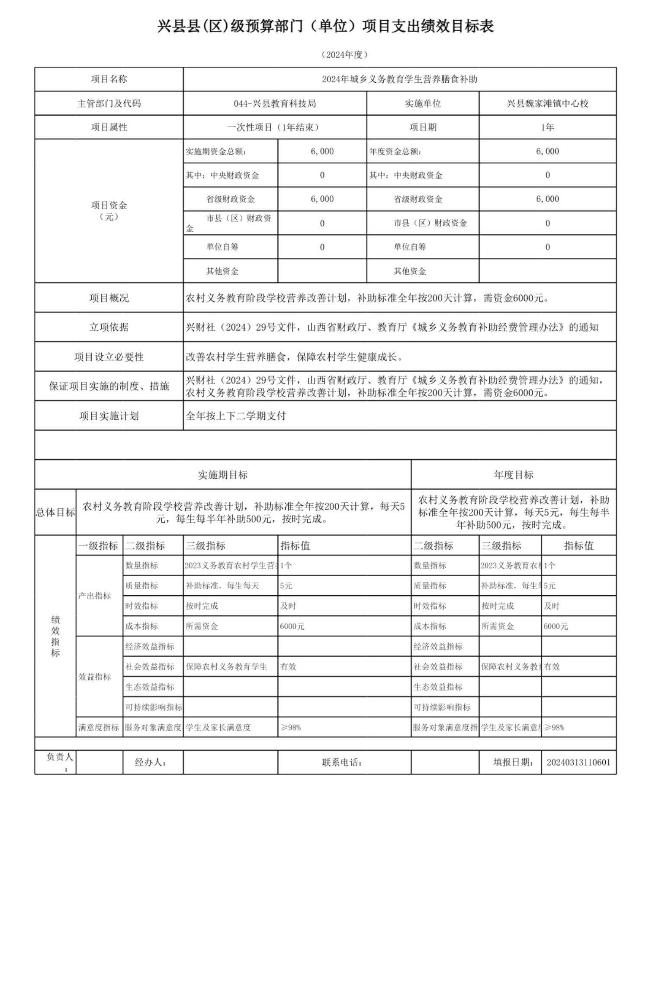 兴县县(区)级预算部门（单位）项目支出绩效目标表
（2024年度）
项目名称 2024年城乡义务教育学生营养膳食补助
主管部门及代码 044-兴县教育科技局 实施单位 兴县魏家滩镇中心校
项目属性 一次性项目（1年结束） 项目期 1年
项目资金
（元）
实施期资金总额： 6,000 年度资金总额： 6,000
其中：中央财政资金 0 其中：中央财政资金 0
省级财政资金 6,000 省级财政资金 6,000
市县（区）财政资
金 0 市县（区）财政资金 0
单位自筹 0 单位自筹 0
其他资金 其他资金
项目概况 农村义务教育阶段学校营养改善计划，补助标准全年按200天计算，需资金6000元。
立项依据 兴财社（2024）29号文件，山西省财政厅、教育厅《城乡义务教育补助经费管理办法》的通知
项目设立必要性 改善农村学生营养膳食，保障农村学生健康成长。
保证项目实施的制度、措施 兴财社（2024）29号文件，山西省财政厅、教育厅《城乡义务教育补助经费管理办法》的通知，
农村义务教育阶段学校营养改善计划，补助标准全年按200天计算，需资金6000元。
项目实施计划 全年按上下二学期支付
实施期目标 年度目标
总体目标
农村义务教育阶段学校营养改善计划，补助标准全年按200天计算，每天5
元，每生每半年补助500元，按时完成。
农村义务教育阶段学校营养改善计划，补助
标准全年按200天计算，每天5元，每生每半
年补助500元，按时完成。
绩
效
指
标
一级指标 二级指标 三级指标 指标值 二级指标 三级指标 指标值
产出指标
数量指标 2023义务教育农村学生营 1个 数量指标 2023义务教育农 1个
质量指标 补助标准，每生每天 5元 质量指标 补助标准，每生 5元
时效指标 按时完成 及时 时效指标 按时完成 及时
成本指标 所需资金 6000元 成本指标 所需资金 6000元
效益指标
经济效益指标 经济效益指标
社会效益指标 保障农村义务教育学生 有效 社会效益指标 保障农村义务教 有效
生态效益指标 生态效益指标
可持续影响指标 可持续影响指标
满意度指标 服务对象满意度 学生及家长满意度 ≥98% 服务对象满意度指 学生及家长满意 ≥98%
负责人
： 经办人： 联系电话： 填报日期： 20240313110601